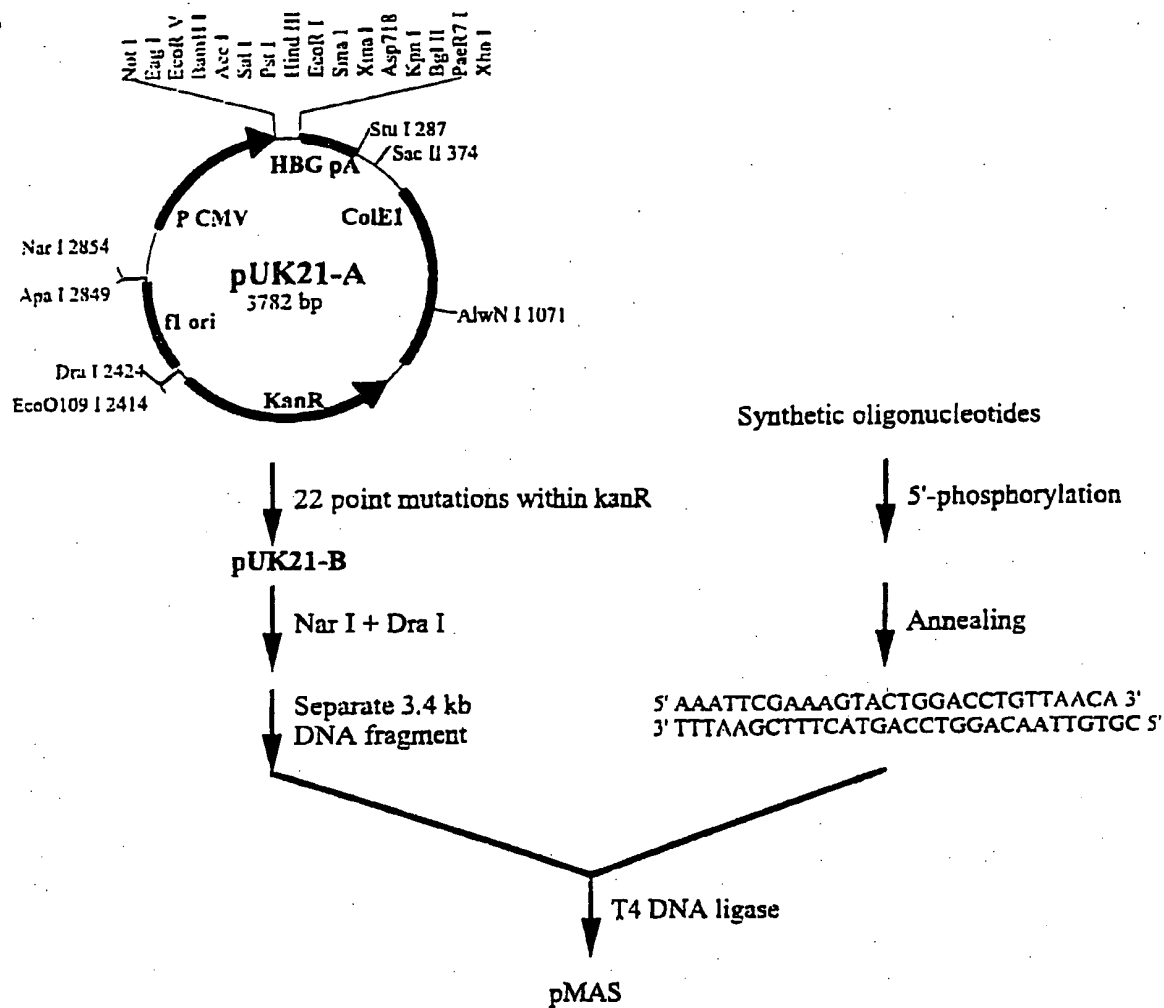 Not I
Eag I
EcoR V
BamH I
Acc I
Sal I
Pst I
Hind III
EcoR I
Sma I
Xma I
Asp718
Kpn I
Bgl II
PaeR7 I
Xho I
Stu I 287
Sac II 374
HBG pA
P CMV
ColE1
Nar I 2854
Apa I 2849
pUK21-A
3782 bp
AlwN I 1071
f1 ori
Dra I 2424
EcoO109 I 2414
KanR
Synthetic oligonucleotides
22 point mutations within kanR
5'-phosphorylation
pUK21-B
Nar I + Dra I
Annealing
Separate 3.4 kb
DNA fragment
5' AAATTCGAAAGTACTGGACCTGTTAACA 3'
3' TTTAAGCTTTCATGACCTGGACAATTGTGC 5'
T4 DNA ligase
pMAS